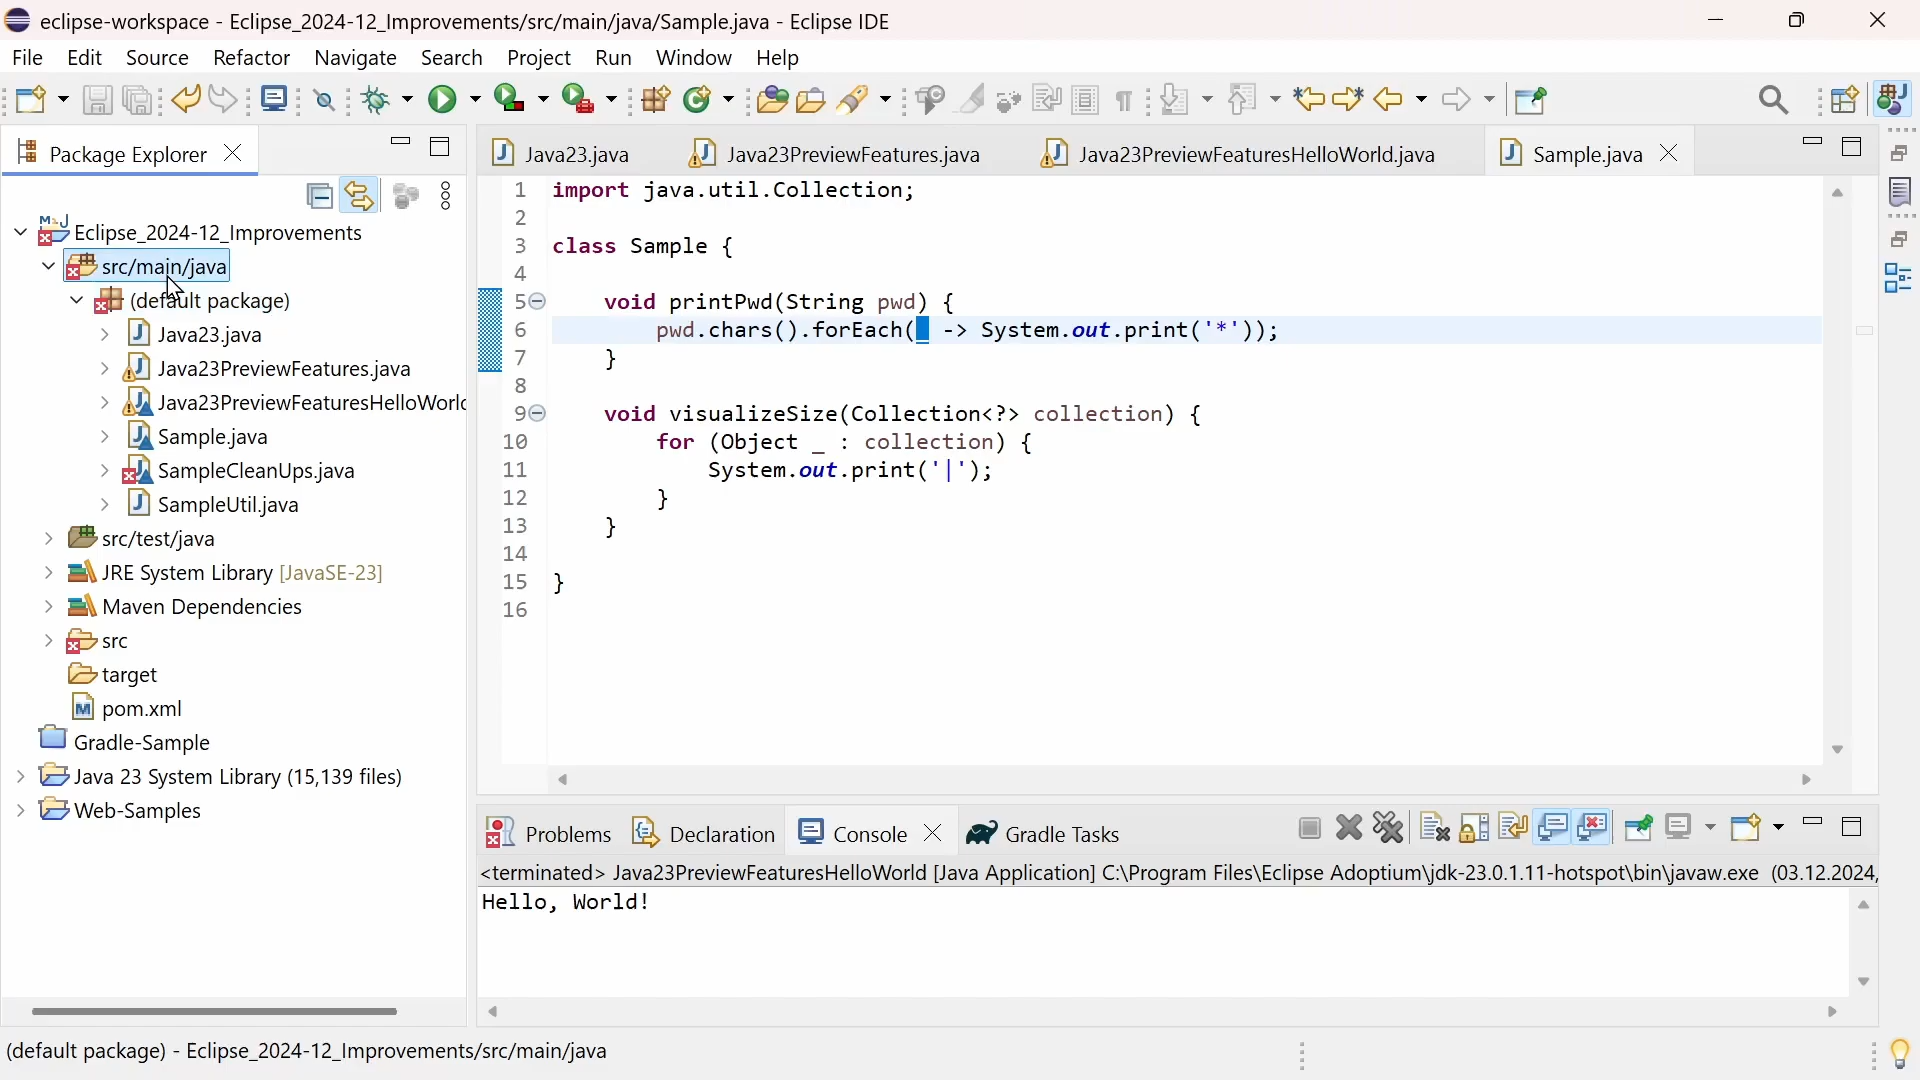 eclipse-workspace - Eclipse_2024-12_Improvements/src/main/java/Sample.java - Eclipse IDE
File Edit Source Refactor Navigate Search Project Run Window Help
Package Explorer
Eclipse_2024-12_Improvements
src/main/java
(default package)
Java23.java
Java23PreviewFeatures.java
Java23PreviewFeaturesHelloWorld
Sample.java
SampleCleanUps.java
SampleUtil.java
src/test/java
JRE System Library [JavaSE-23]
Maven Dependencies
src
target
pom.xml
Gradle-Sample
Java 23 System Library (15,139 files)
Web-Samples
Java23.java Java23PreviewFeatures.java Java23PreviewFeaturesHelloWorld.java Sample.java
1 import java.util.Collection;
2
3 class Sample {
4
5 void printPwd(String pwd) {
6 pwd.chars().forEach(_ -> System.out.print('*'));
7 }
8
9 void visualizeSize(Collection<?> collection) {
10 for (Object _ : collection) {
11 System.out.print('|');
12 }
13 }
14
15 }
16
Problems Declaration Console Gradle Tasks
<terminated> Java23PreviewFeaturesHelloWorld [Java Application] C:\Program Files\Eclipse Adoptium\jdk-23.0.1.11-hotspot\bin\javaw.exe (03.12.2024,
Hello, World!
(default package) - Eclipse_2024-12_Improvements/src/main/java